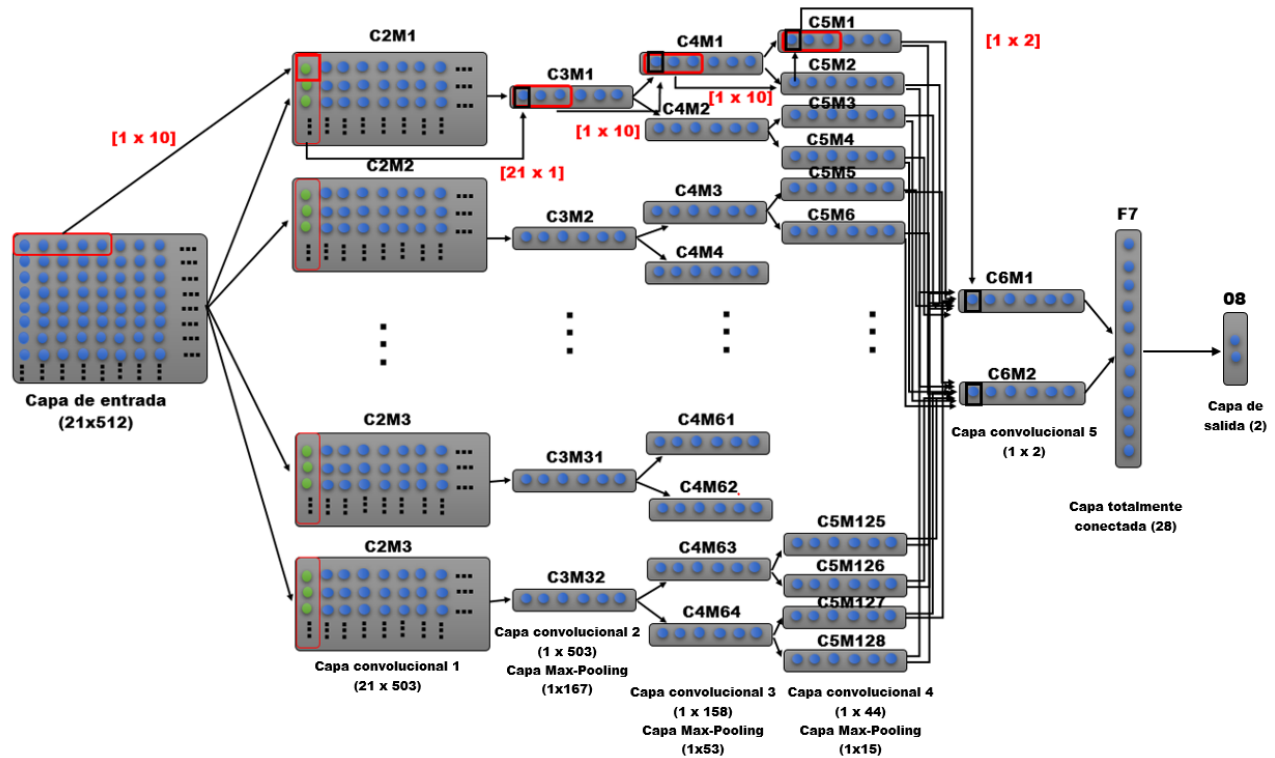 C2M1
C4M1
C5M1
[1 x 2]
C3M1
C5M2
[1 x 10]
C5M3
C4M2
[1 x 10]
[1 x 10]
C5M4
C2M2
[21 x 1]
C5M5
C4M3
C3M2
C5M6
F7
C4M4
C6M1
08
C6M2
Capa de entrada
(21x512)
Capa de
salida (2)
Capa convolucional 5
(1 x 2)
C2M3
C4M61
C3M31
C4M62
Capa totalmente
conectada (28)
C5M125
C2M3
C4M63
C5M126
C3M32
C5M127
C4M64
C5M128
Capa convolucional 1
(21 x 503)
Capa convolucional 2
(1 x 503)
Capa Max-Pooling
(1x167)
Capa convolucional 3
(1 x 158)
Capa Max-Pooling
(1x53)
Capa convolucional 4
(1 x 44)
Capa Max-Pooling
(1x15)